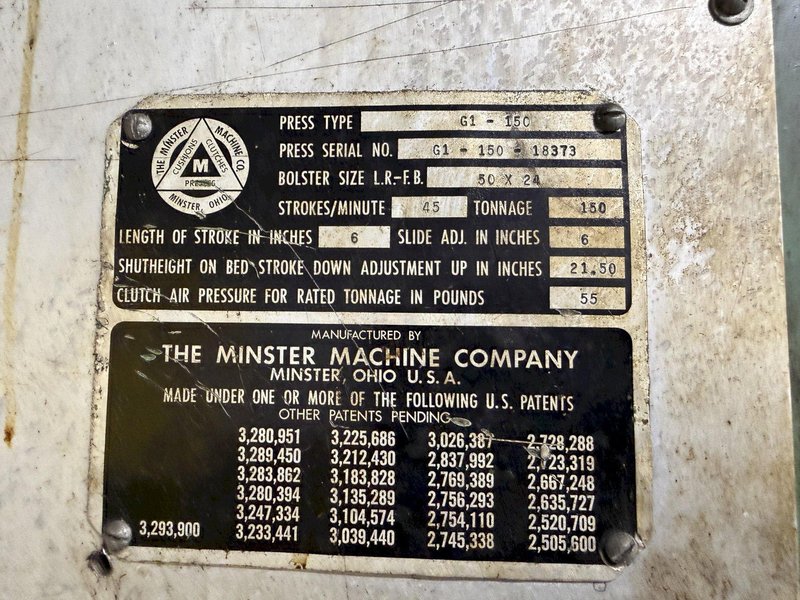 THE MINSTER MACHINE CO.
CUSHIONS CLUTCHES
M
PRESSES
MINSTER, OHIO
PRESS TYPE G1 - 150
PRESS SERIAL NO. G1 - 150 - 18373
BOLSTER SIZE L.R.-F.B. 50 X 24
STROKES/MINUTE 45 TONNAGE 150
LENGTH OF STROKE IN INCHES 6 SLIDE ADJ. IN INCHES 6
SHUTHEIGHT ON BED STROKE DOWN ADJUSTMENT UP IN INCHES 21.50
CLUTCH AIR PRESSURE FOR RATED TONNAGE IN POUNDS 55
MANUFACTURED BY
THE MINSTER MACHINE COMPANY
MINSTER, OHIO U.S.A.
MADE UNDER ONE OR MORE OF THE FOLLOWING U.S. PATENTS
OTHER PATENTS PENDING
3,280,951 3,225,686 3,026,387 2,728,288
3,289,450 3,212,430 2,837,992 2,723,319
3,283,862 3,183,828 2,769,389 2,667,248
3,280,394 3,135,289 2,756,293 2,635,727
3,247,334 3,104,574 2,754,110 2,520,709
3,293,900 3,233,441 3,039,440 2,745,338 2,505,600